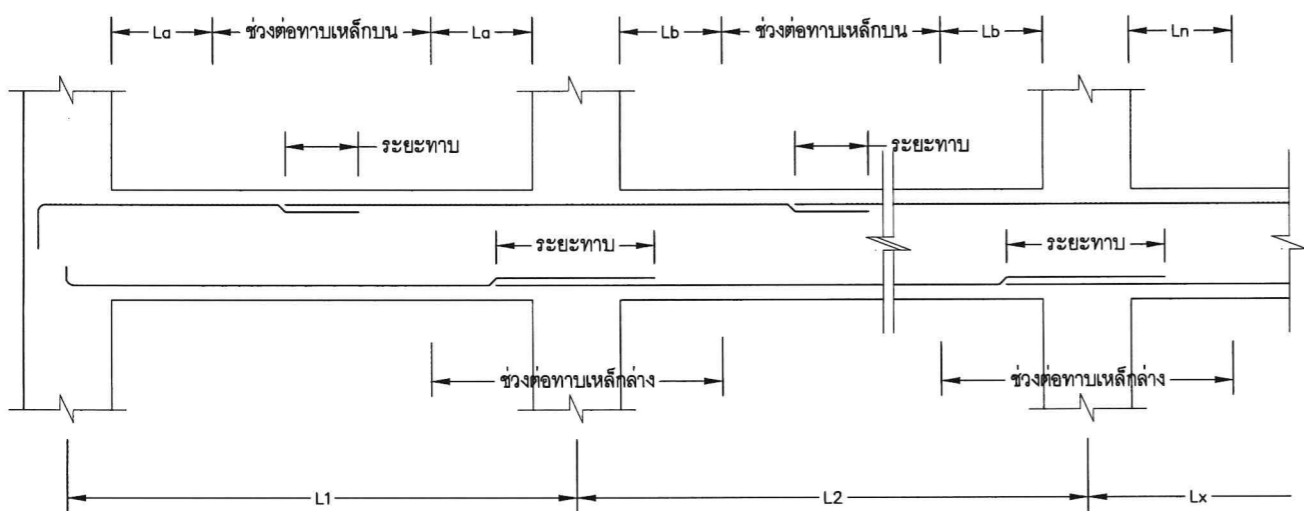 La ช่วงต่อทาบเหล็กบน La Lb ช่วงต่อทาบเหล็กบน Lb Ln
ระยะทาบ ระยะทาบ
ระยะทาบ ระยะทาบ
ช่วงต่อทาบเหล็กล่าง ช่วงต่อทาบเหล็กล่าง
L1 L2 Lx